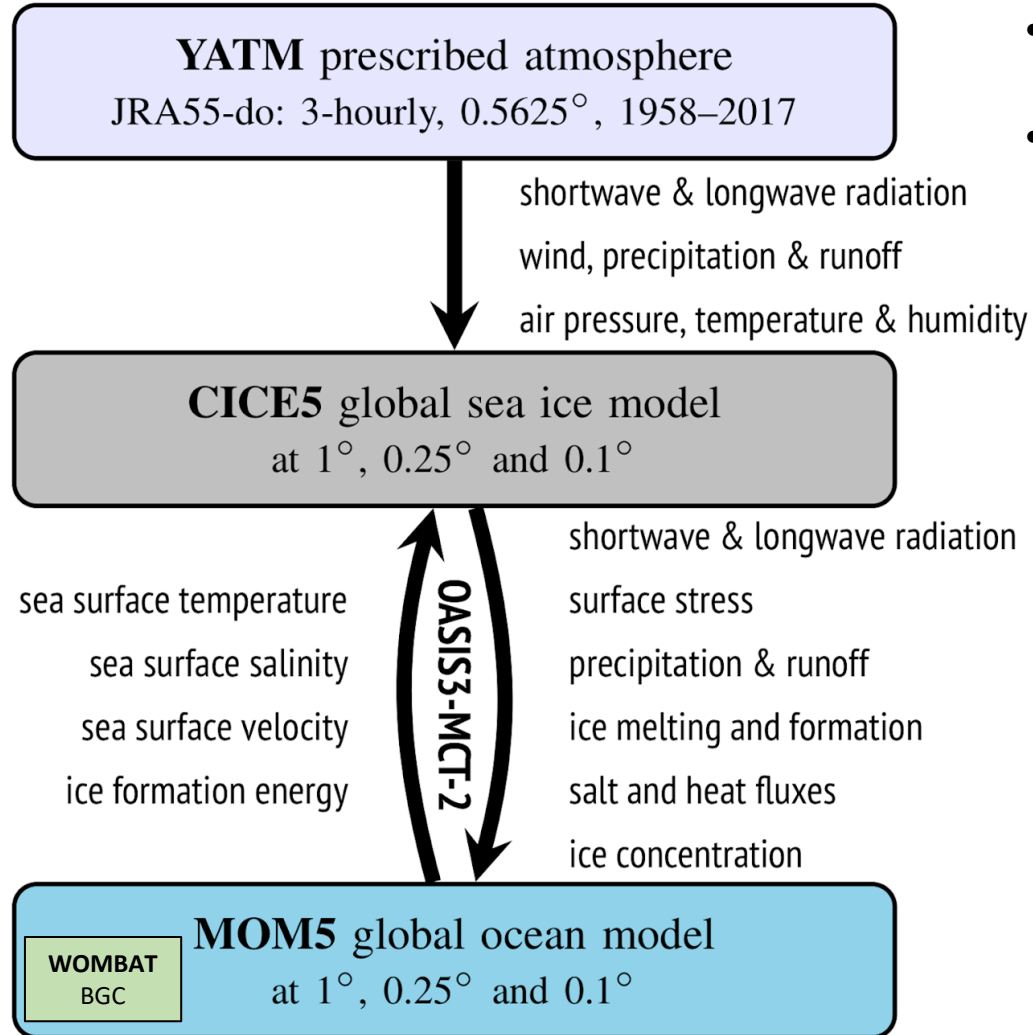 YATM prescribed atmosphere
JRA55-do: 3-hourly, 0.5625°, 1958–2017
shortwave & longwave radiation
wind, precipitation & runoff
air pressure, temperature & humidity
CICE5 global sea ice model
at 1°, 0.25° and 0.1°
sea surface temperature
sea surface salinity
sea surface velocity
ice formation energy
OASIS3-MCT-2
shortwave & longwave radiation
surface stress
precipitation & runoff
ice melting and formation
salt and heat fluxes
ice concentration
MOM5 global ocean model
at 1°, 0.25° and 0.1°
WOMBAT
BGC